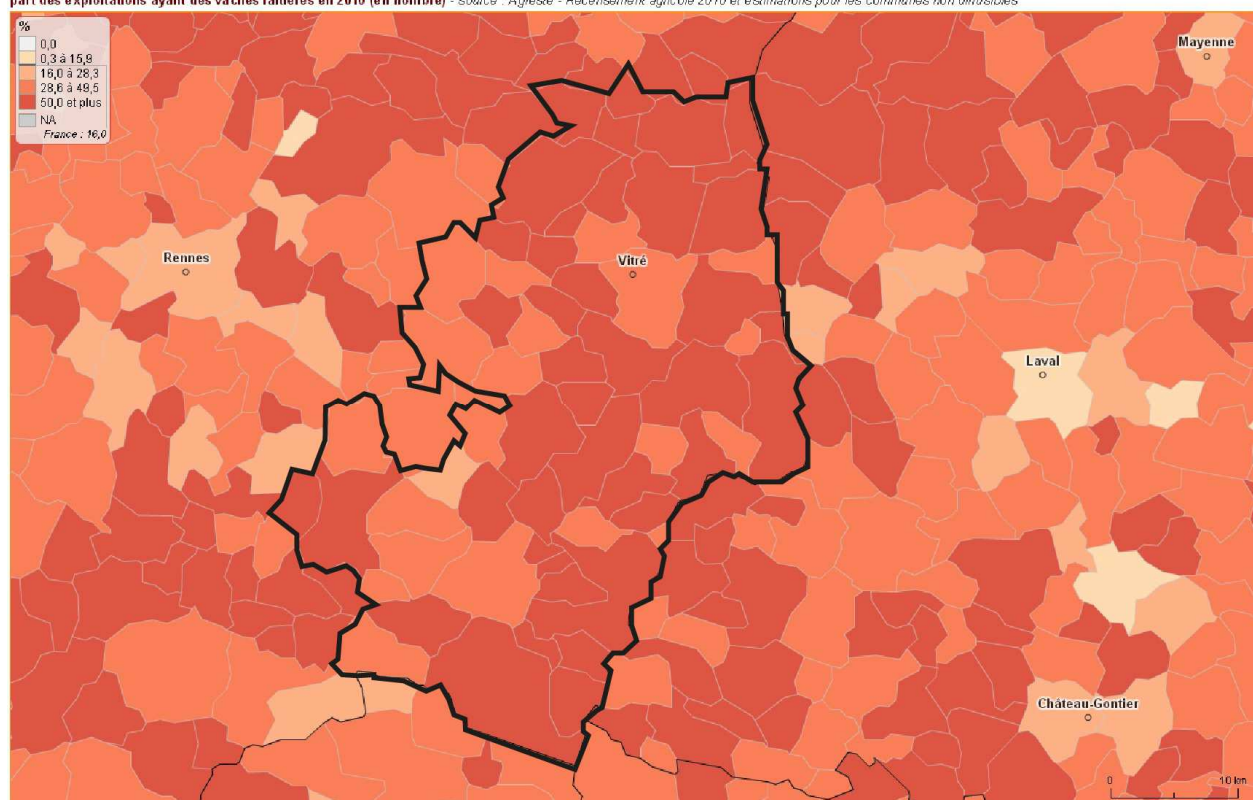 part des exploitations ayant des vaches laitières en 2010 (en nombre) - source : Agreste - Recensement agricole 2010 et estimations pour les communes non diffusibles
%
0,0
0,3 à 15,9
16,0 à 28,3
28,6 à 49,5
50,0 et plus
NA
France : 16,0
Mayenne
Rennes
Vitré
Laval
Château-Gontier
0 10 km